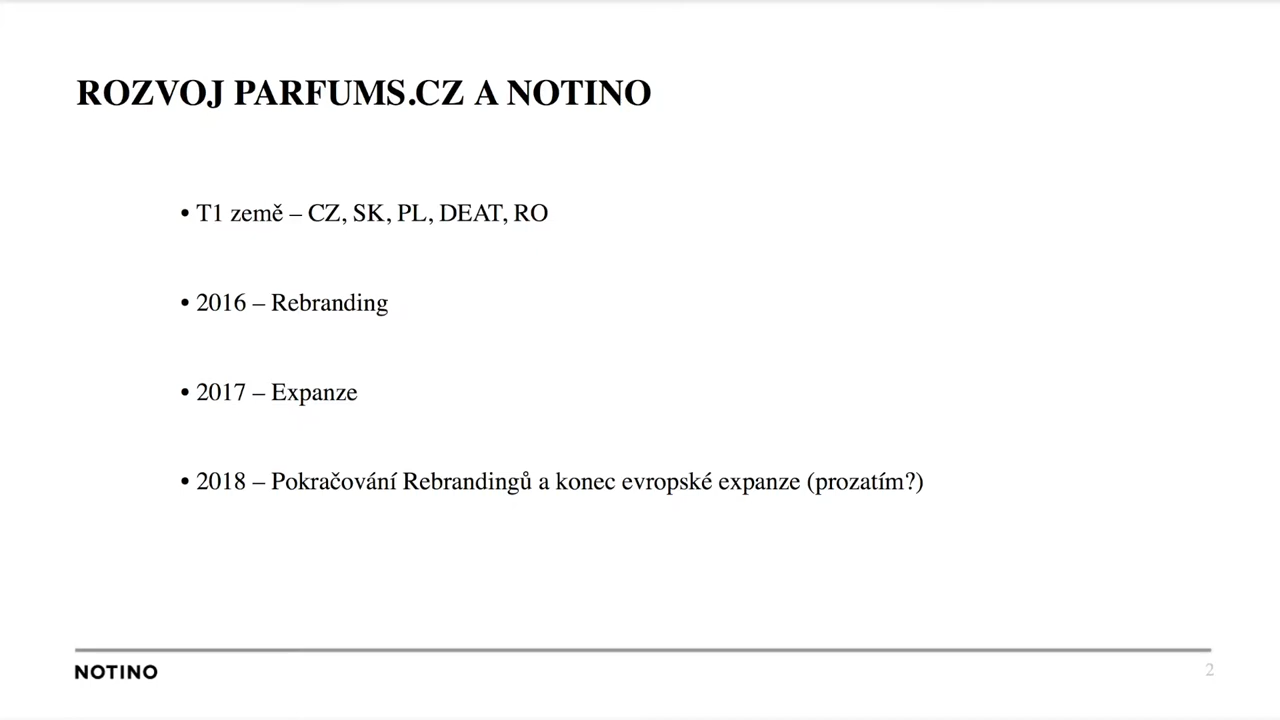 ROZVOJ PARFUMS.CZ A NOTINO
• T1 země – CZ, SK, PL, DEAT, RO
• 2016 – Rebranding
• 2017 – Expanze
• 2018 – Pokračování Rebrandingů a konec evropské expanze (prozatím?)
NOTINO
2